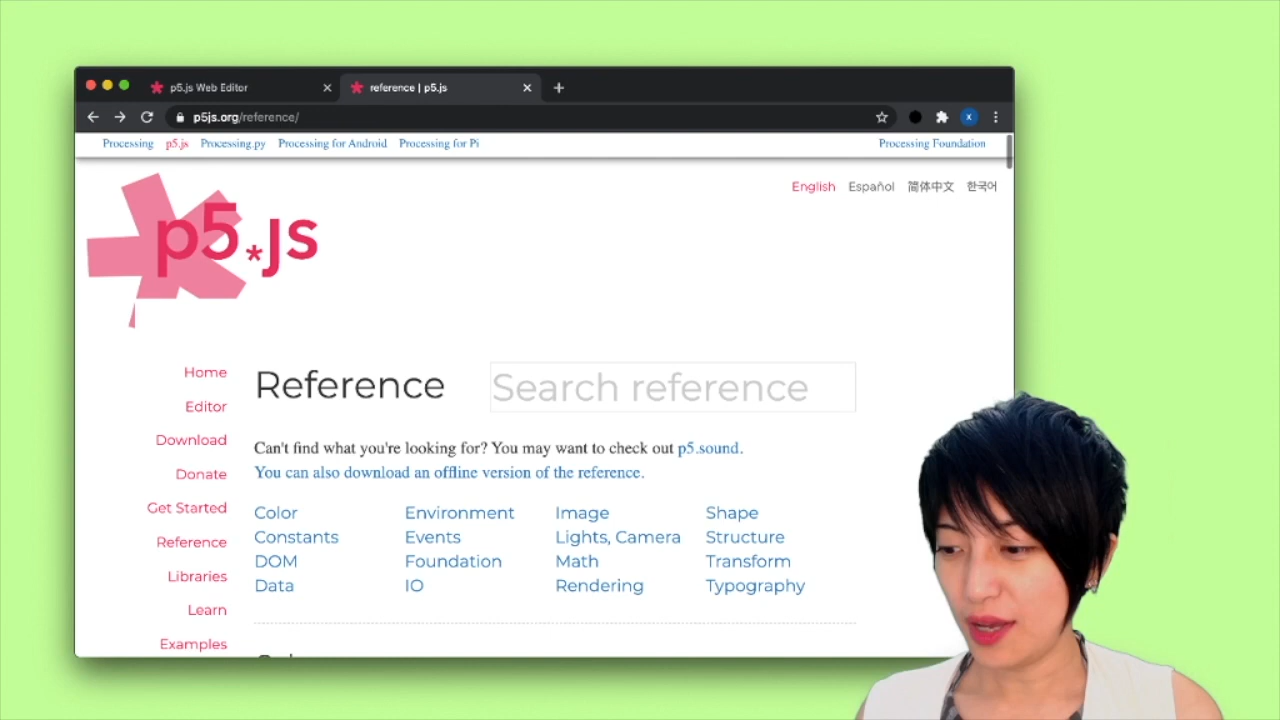 p5.js Web Editor
reference | p5.js
p5js.org/reference/
x
Processing p5.js Processing.py Processing for Android Processing for Pi Processing Foundation
English Español 简体中文 한국어
p5*js
Home
Reference
Search reference
Editor
Download
Can't find what you're looking for? You may want to check out p5.sound.
Donate
You can also download an offline version of the reference.
Get Started
Color Environment Image Shape
Reference
Constants Events Lights, Camera Structure
DOM Foundation Math Transform
Libraries
Data IO Rendering Typography
Learn
Examples